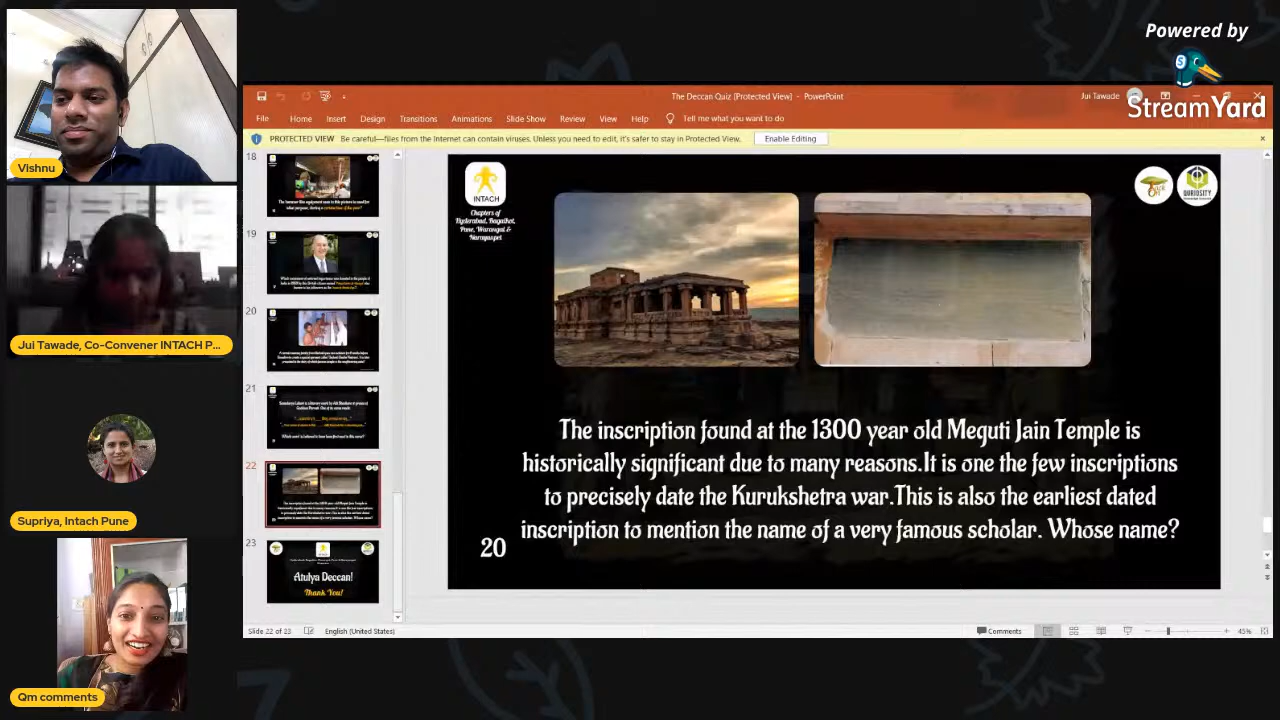 Powered by
StreamYard
The Deccan Quiz [Protected View] - PowerPoint
Jui Tawade
File Home Insert Design Transitions Animations Slide Show Review View Help Tell me what you want to do
PROTECTED VIEW Be careful—files from the Internet can contain viruses. Unless you need to edit, it's safer to stay in Protected View. Enable Editing
Vishnu
Jui Tawade, Co-Convener INTACH P...
Supriya, Intach Pune
Qm comments
18
19
20
21
22
23
Atulya Deccan!
Thank You!
INTACH
Chapters of
Hyderabad, Bagalkot,
Pune, Warangal &
Narayanpet
QURIOSITY
The inscription found at the 1300 year old Meguti Jain Temple is
historically significant due to many reasons.It is one the few inscriptions
to precisely date the Kurukhhetra war.This is also the earliest dated
inscription to mention the name of a very famous scholar. Whose name?
20
Slide 22 of 23 English (United States) Comments 45%